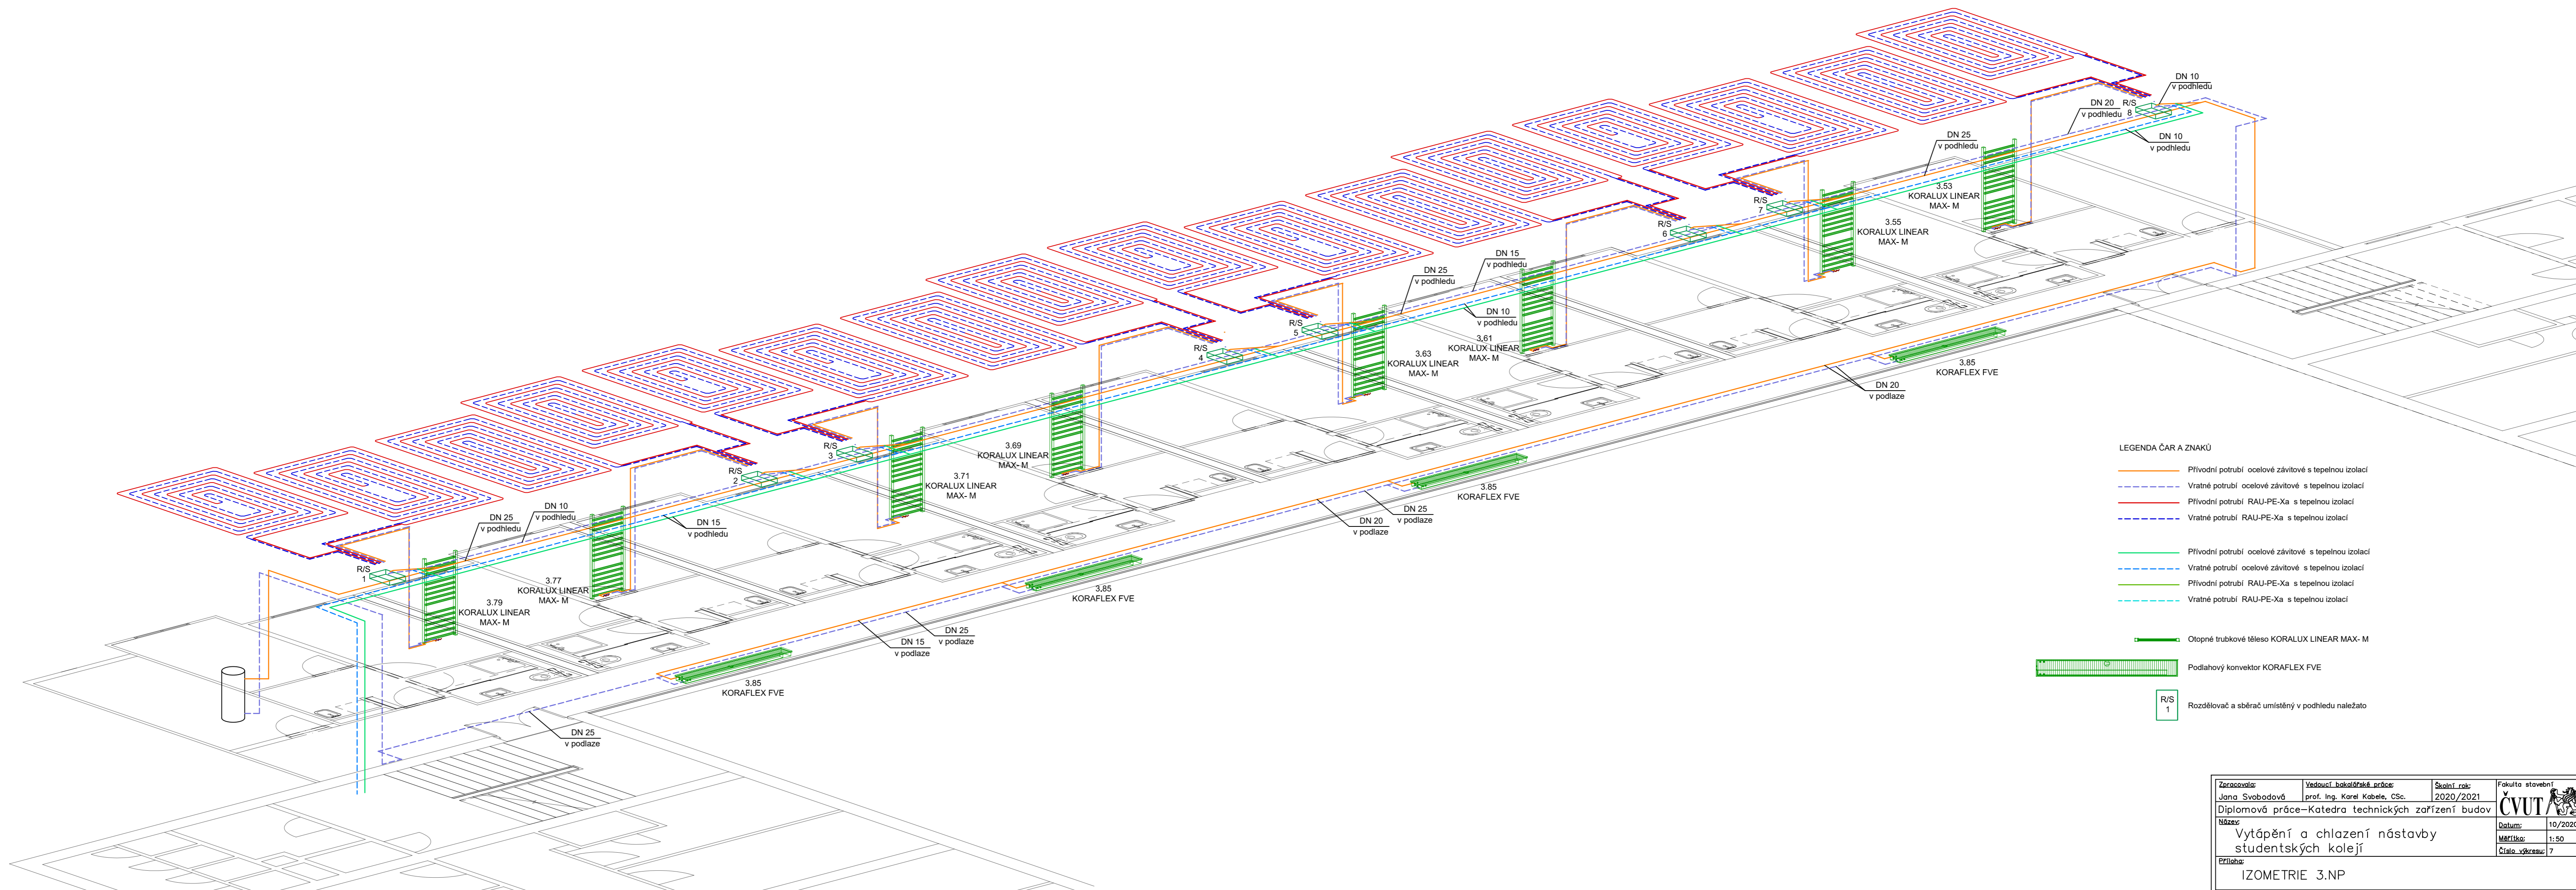 DN 10
v podhledu
DN 20
v podhledu
R/S
8
DN 10
v podhledu
DN 25
v podhledu
3.53
KORALUX LINEAR
MAX- M
R/S
7
3.55
KORALUX LINEAR
MAX- M
R/S
6
DN 15
v podhledu
DN 25
v podhledu
DN 10
v podhledu
R/S
5
3.61
KORALUX LINEAR
MAX- M
3.63
KORALUX LINEAR
MAX- M
R/S
4
3.85
KORAFLEX FVE
DN 20
v podlaze
R/S
3
3.69
KORALUX LINEAR
MAX- M
3.71
KORALUX LINEAR
MAX- M
R/S
2
3.85
KORAFLEX FVE
DN 25
v podlaze
DN 20
v podlaze
DN 25
v podhledu
DN 10
v podhledu
DN 15
v podhledu
R/S
1
3.77
KORALUX LINEAR
MAX- M
3.79
KORALUX LINEAR
MAX- M
3.85
KORAFLEX FVE
DN 25
v podlaze
DN 15
v podlaze
3.85
KORAFLEX FVE
DN 25
v podlaze
LEGENDA ČAR A ZNAKŮ
Přívodní potrubí ocelové závitové s tepelnou izolací
Vratné potrubí ocelové závitové s tepelnou izolací
Přívodní potrubí RAU-PE-Xa s tepelnou izolací
Vratné potrubí RAU-PE-Xa s tepelnou izolací
Přívodní potrubí ocelové závitové s tepelnou izolací
Vratné potrubí ocelové závitové s tepelnou izolací
Přívodní potrubí RAU-PE-Xa s tepelnou izolací
Vratné potrubí RAU-PE-Xa s tepelnou izolací
Otopné trubkové těleso KORALUX LINEAR MAX- M
Podlahový konvektor KORAFLEX FVE
R/S
1
Rozdělovač a sběrač umístěný v podhledu naležato
Zpracovala:
Jana Svobodová
Vedoucí bakalářské práce:
prof. Ing. Karel Kabele, CSc.
Školní rok:
2020/2021
Fakulta stavební
ČVUT
Diplomová práce-Katedra technických zařízení budov
Název:
Vytápění a chlazení nástavby
studentských kolejí
Datum: 10/2020
Měřítko: 1:50
Číslo výkresu: 7
Příloha:
IZOMETRIE 3.NP